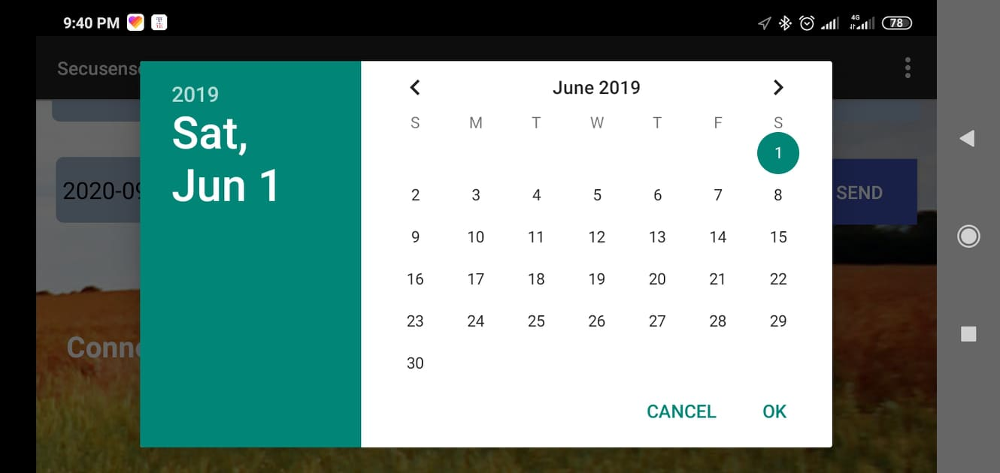 9:40 PM
4G
78
Secusens
2019
Sat,
Jun 1
June 2019
S M T W T F S
1
2 3 4 5 6 7 8
9 10 11 12 13 14 15
16 17 18 19 20 21 22
23 24 25 26 27 28 29
30
CANCEL OK
2020-09
SEND
Conne